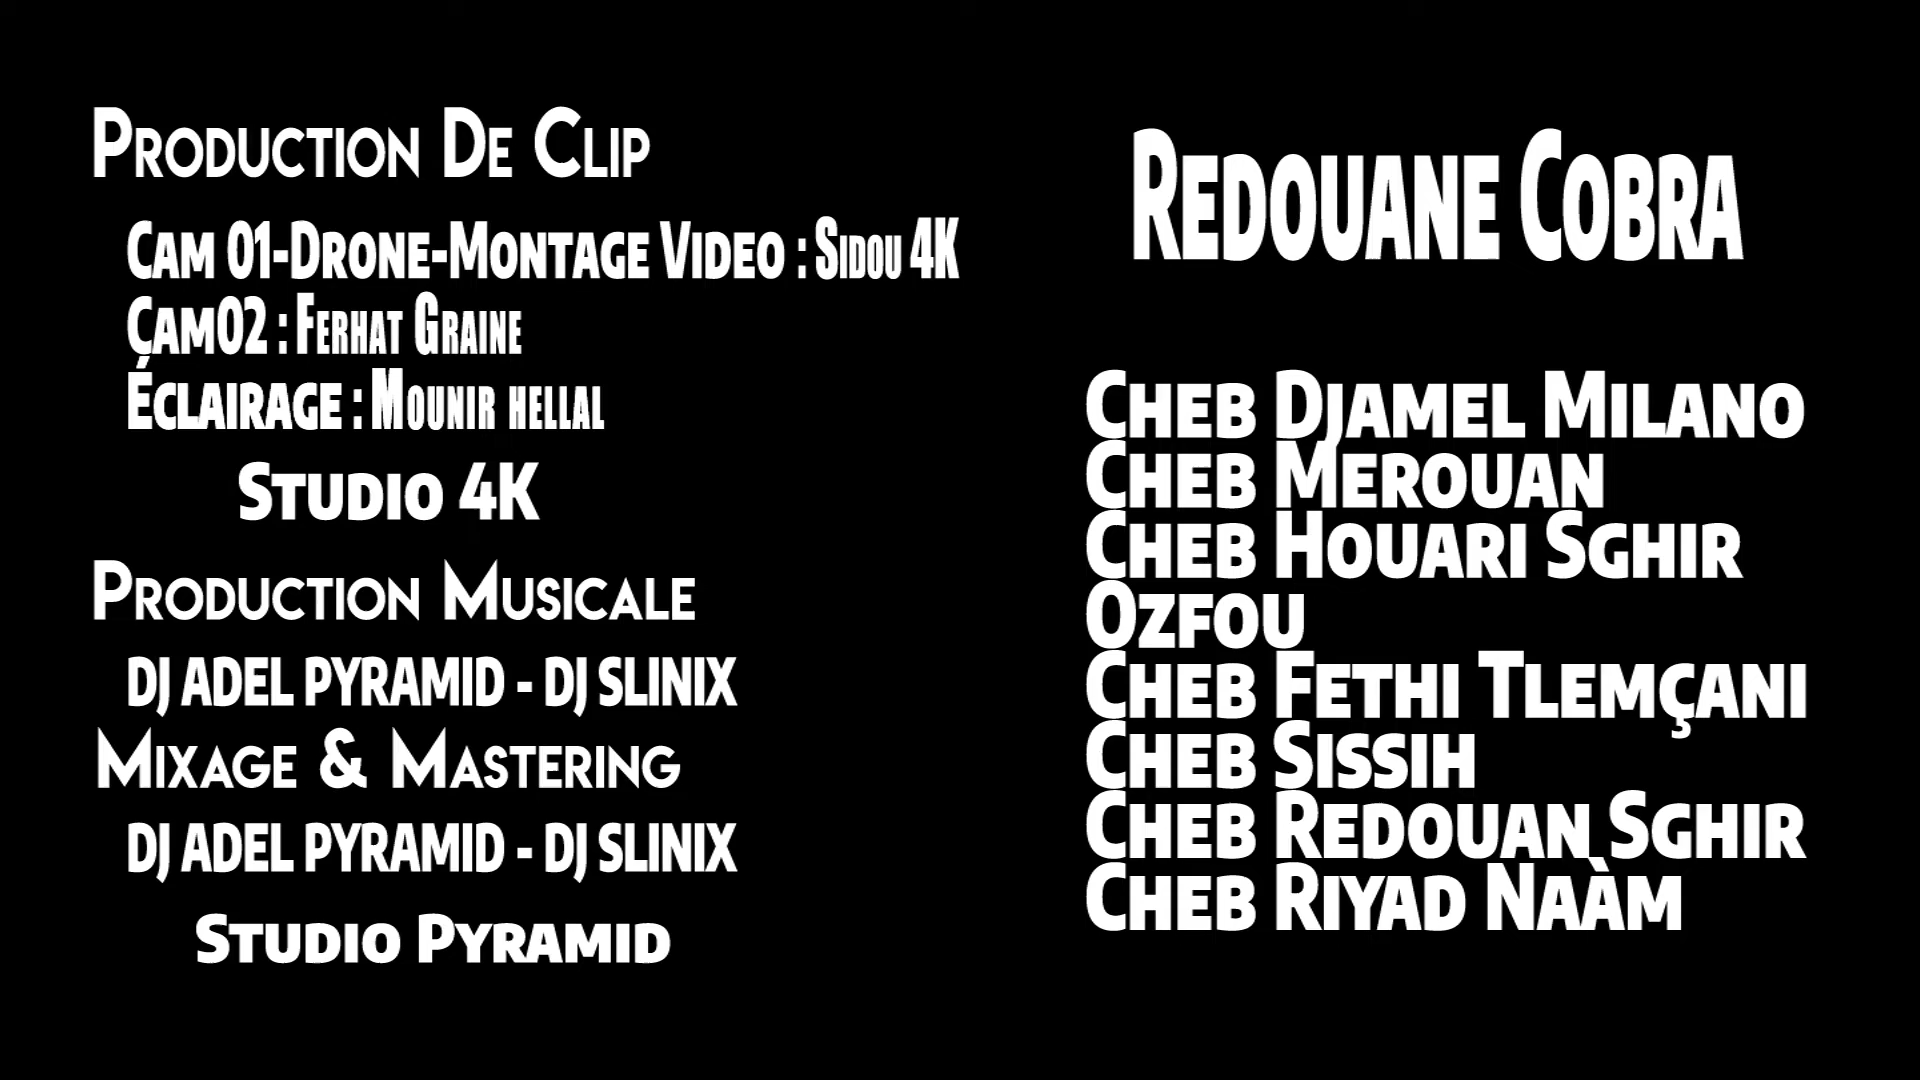 Production De Clip
Cam 01-Drone-Montage Video : Sidou 4K
Cam02 : Ferhat Graine
Éclairage : Mounir hellal
Studio 4K
Production Musicale
DJ ADEL PYRAMID - DJ SLINIX
Mixage & Mastering
DJ ADEL PYRAMID - DJ SLINIX
Studio Pyramid
Redouane Cobra
Cheb Djamel Milano
Cheb Merouan
Cheb Houari Sghir
Ozfou
Cheb Fethi Tlemçani
Cheb Sissih
Cheb Redouan Sghir
Cheb Riyad Naàm